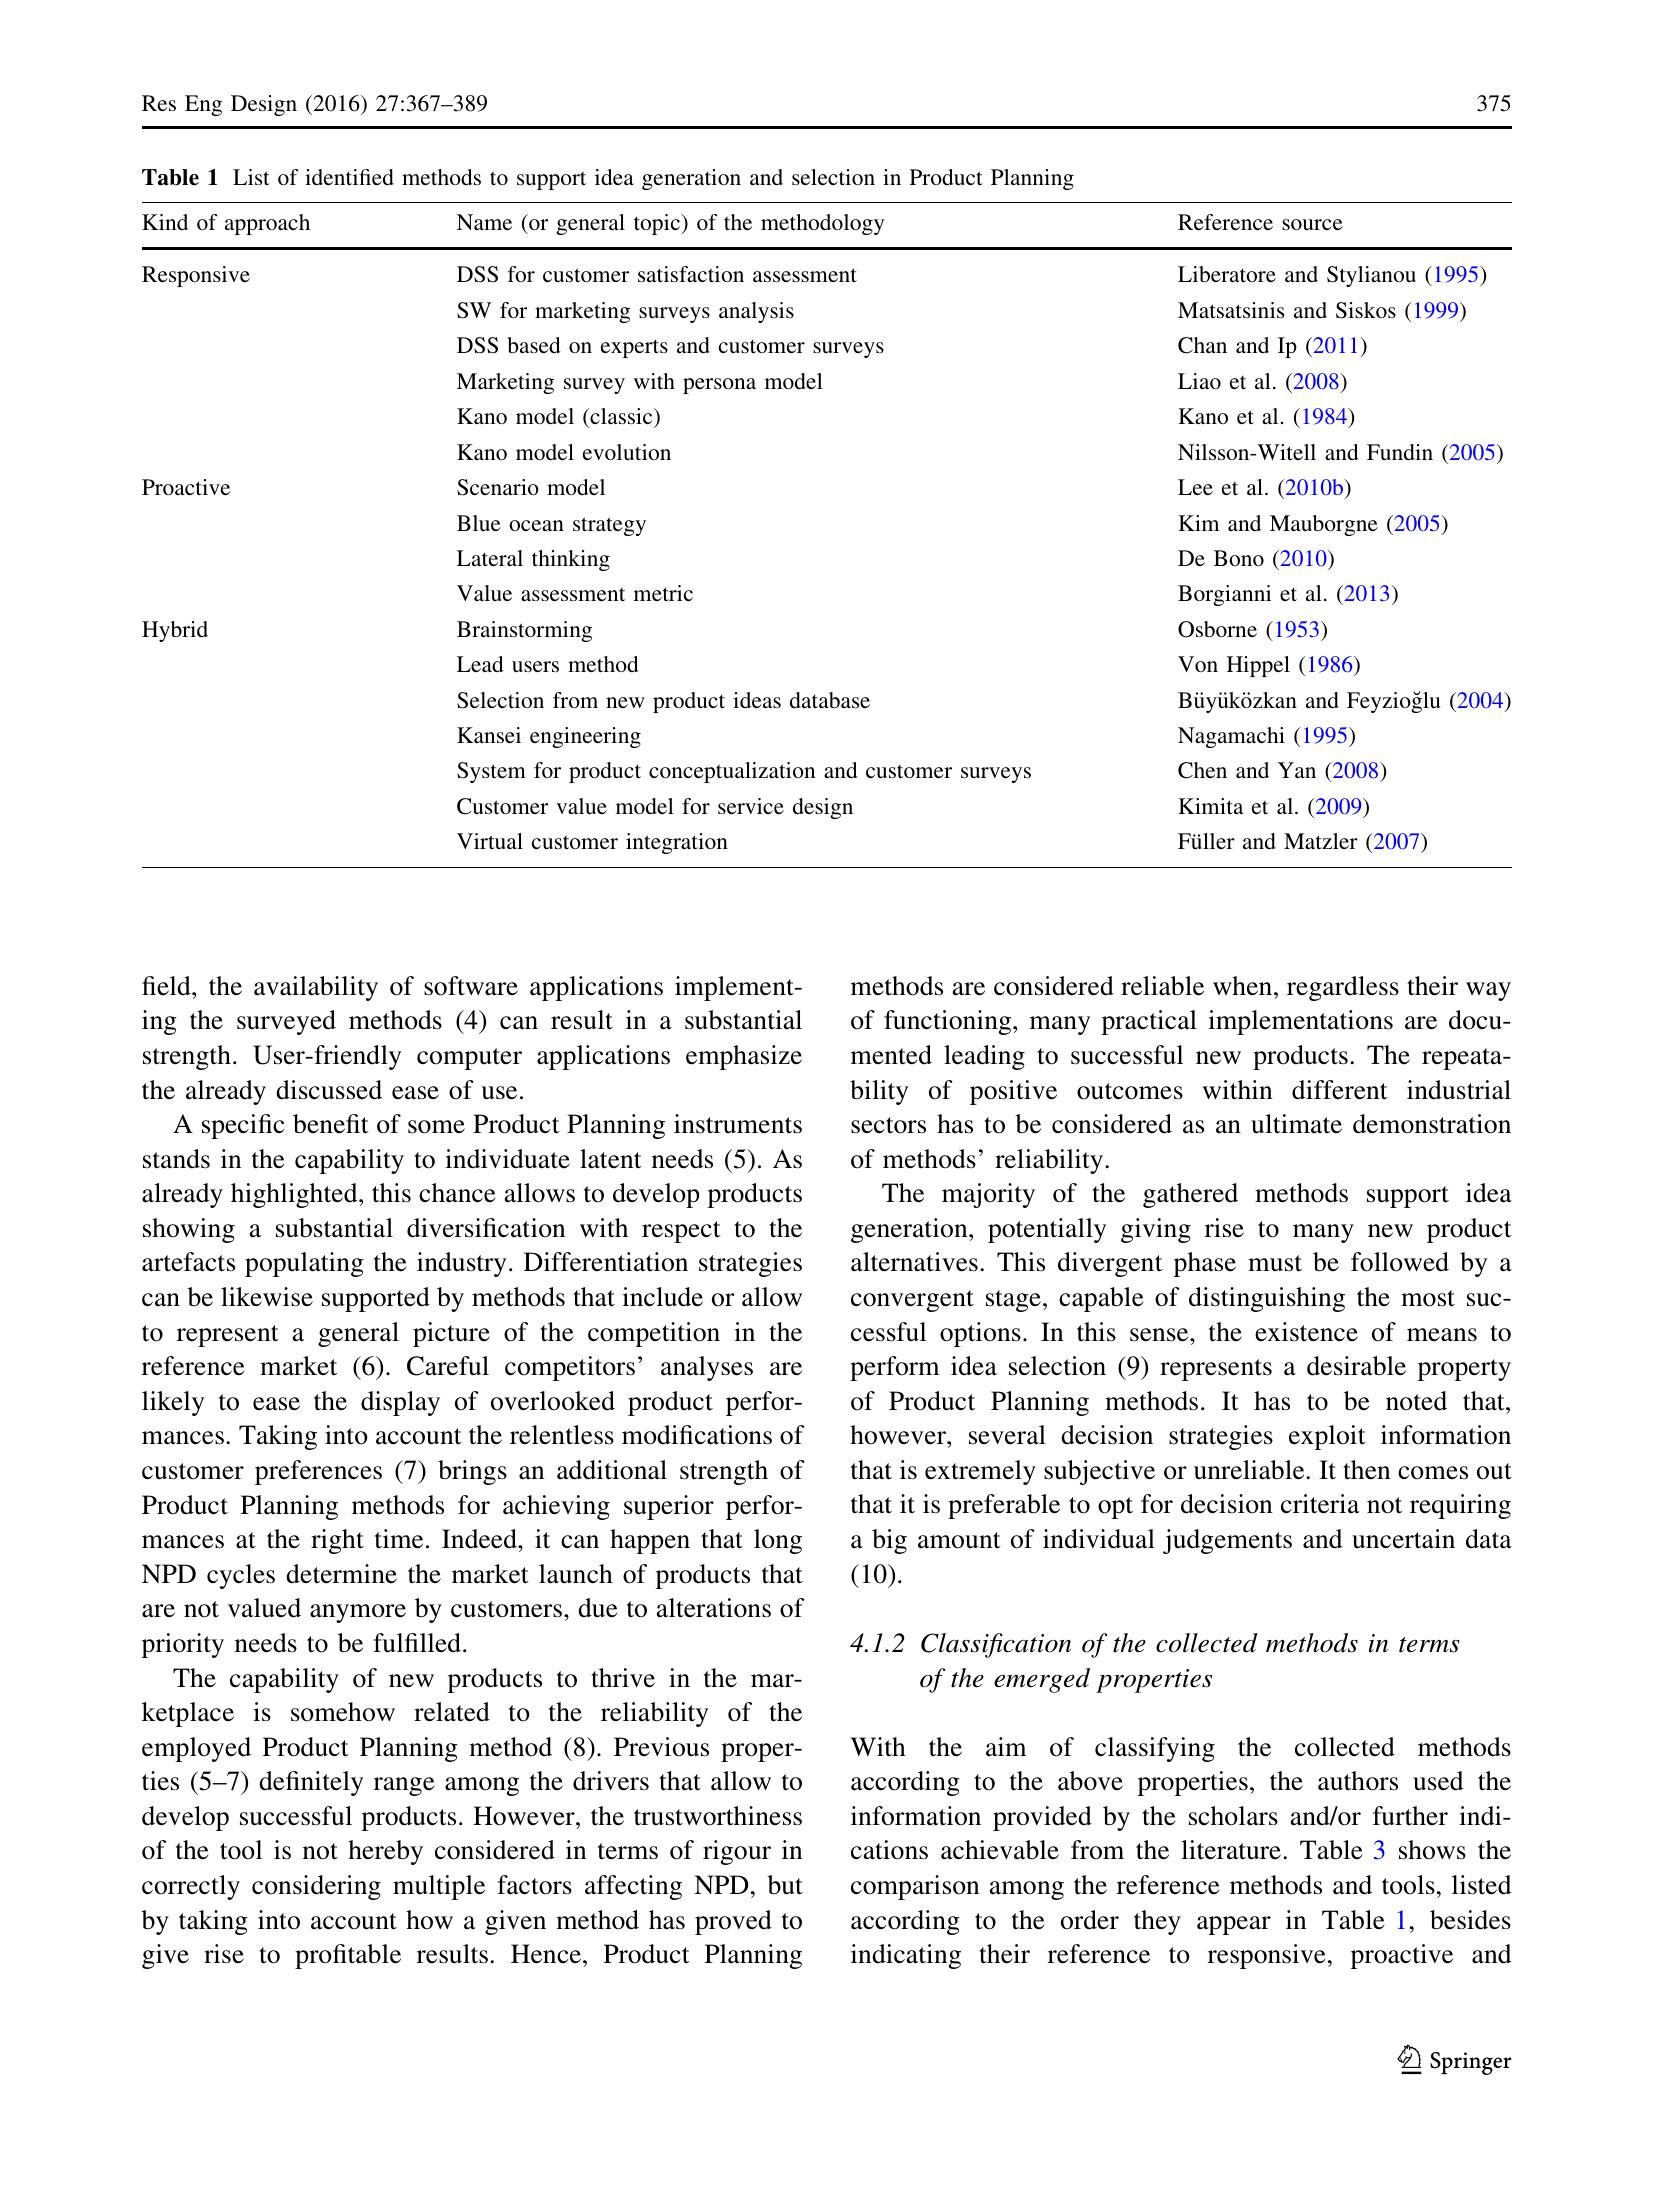 Res Eng Design (2016) 27:367–389 375
Table 1 List of identified methods to support idea generation and selection in Product Planning
Kind of approach Name (or general topic) of the methodology Reference source
Responsive DSS for customer satisfaction assessment Liberatore and Stylianou (1995)
SW for marketing surveys analysis Matsatsinis and Siskos (1999)
DSS based on experts and customer surveys Chan and Ip (2011)
Marketing survey with persona model Liao et al. (2008)
Kano model (classic) Kano et al. (1984)
Kano model evolution Nilsson-Witell and Fundin (2005)
Proactive Scenario model Lee et al. (2010b)
Blue ocean strategy Kim and Mauborgne (2005)
Lateral thinking De Bono (2010)
Value assessment metric Borgianni et al. (2013)
Hybrid Brainstorming Osborne (1953)
Lead users method Von Hippel (1986)
Selection from new product ideas database Büyüközkan and Feyzioğlu (2004)
Kansei engineering Nagamachi (1995)
System for product conceptualization and customer surveys Chen and Yan (2008)
Customer value model for service design Kimita et al. (2009)
Virtual customer integration Füller and Matzler (2007)
field, the availability of software applications implement-
ing the surveyed methods (4) can result in a substantial
strength. User-friendly computer applications emphasize
the already discussed ease of use.
A specific benefit of some Product Planning instruments
stands in the capability to individuate latent needs (5). As
already highlighted, this chance allows to develop products
showing a substantial diversification with respect to the
artefacts populating the industry. Differentiation strategies
can be likewise supported by methods that include or allow
to represent a general picture of the competition in the
reference market (6). Careful competitors' analyses are
likely to ease the display of overlooked product perfor-
mances. Taking into account the relentless modifications of
customer preferences (7) brings an additional strength of
Product Planning methods for achieving superior perfor-
mances at the right time. Indeed, it can happen that long
NPD cycles determine the market launch of products that
are not valued anymore by customers, due to alterations of
priority needs to be fulfilled.
The capability of new products to thrive in the mar-
ketplace is somehow related to the reliability of the
employed Product Planning method (8). Previous proper-
ties (5–7) definitely range among the drivers that allow to
develop successful products. However, the trustworthiness
of the tool is not hereby considered in terms of rigour in
correctly considering multiple factors affecting NPD, but
by taking into account how a given method has proved to
give rise to profitable results. Hence, Product Planning
methods are considered reliable when, regardless their way
of functioning, many practical implementations are docu-
mented leading to successful new products. The repeata-
bility of positive outcomes within different industrial
sectors has to be considered as an ultimate demonstration
of methods' reliability.
The majority of the gathered methods support idea
generation, potentially giving rise to many new product
alternatives. This divergent phase must be followed by a
convergent stage, capable of distinguishing the most suc-
cessful options. In this sense, the existence of means to
perform idea selection (9) represents a desirable property
of Product Planning methods. It has to be noted that,
however, several decision strategies exploit information
that is extremely subjective or unreliable. It then comes out
that it is preferable to opt for decision criteria not requiring
a big amount of individual judgements and uncertain data
(10).
4.1.2 Classification of the collected methods in terms
of the emerged properties
With the aim of classifying the collected methods
according to the above properties, the authors used the
information provided by the scholars and/or further indi-
cations achievable from the literature. Table 3 shows the
comparison among the reference methods and tools, listed
according to the order they appear in Table 1, besides
indicating their reference to responsive, proactive and
Springer